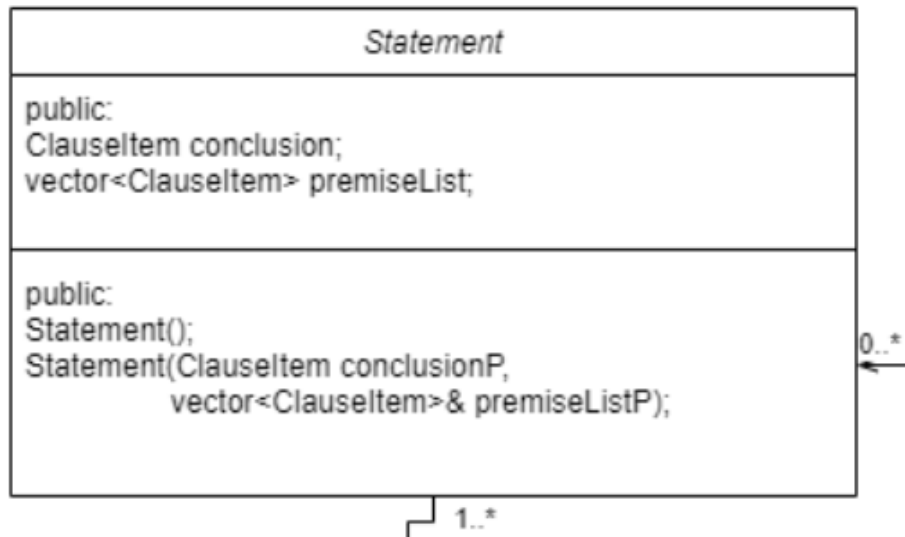 Statement
public:
ClauseItem conclusion;
vector<ClauseItem> premiseList;
public:
Statement();
Statement(ClauseItem conclusionP,
vector<ClauseItem>& premiseListP);
0..*
1..*